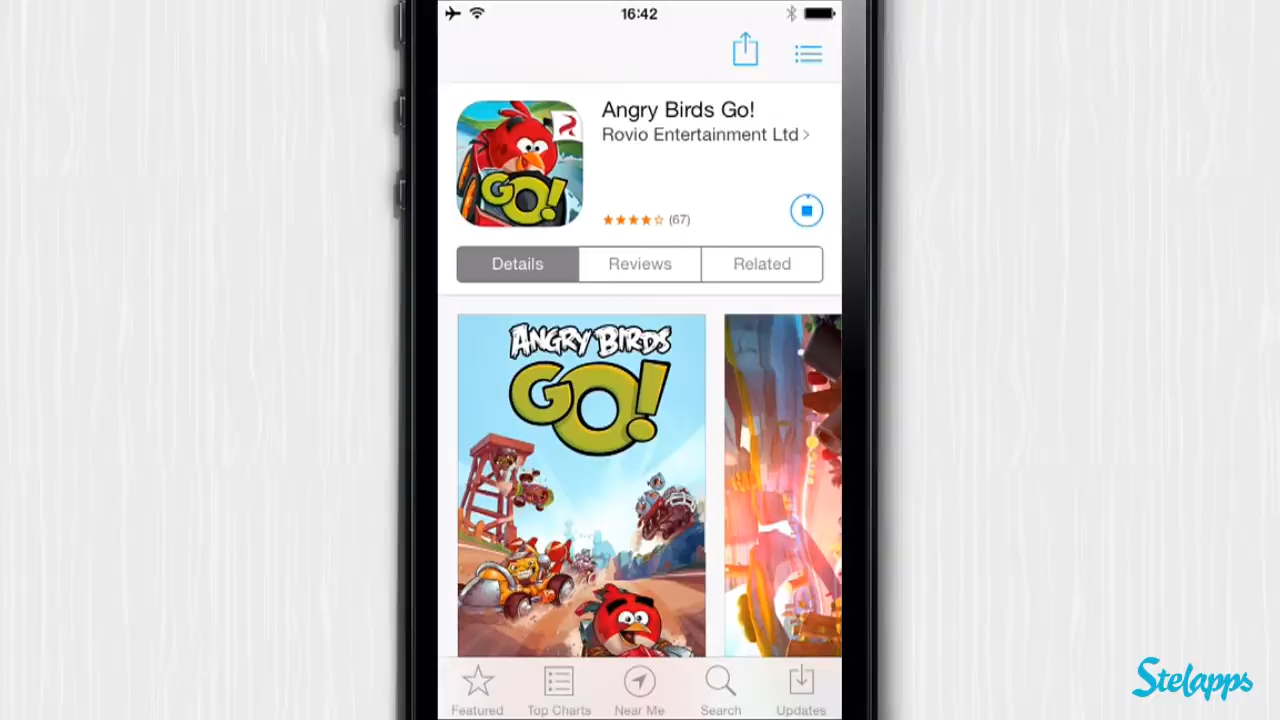 16:42
Angry Birds Go!
Rovio Entertainment Ltd
GO!
(67)
Details
Reviews
Related
ANGRY BIRDS
GO!
Featured
Top Charts
Near Me
Search
Updates
Stelapps